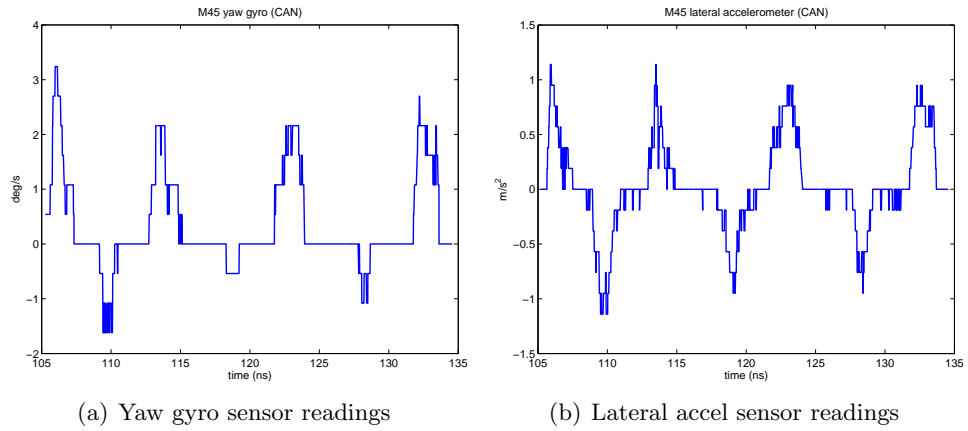 M45 yaw gyro (CAN)
4
3
2
1
0
−1
−2
deg/s
105 110 115 120 125 130 135
time (ns)
(a) Yaw gyro sensor readings
M45 lateral accelerometer (CAN)
1.5
1
0.5
0
−0.5
−1
−1.5
m/s²
105 110 115 120 125 130 135
time (ns)
(b) Lateral accel sensor readings